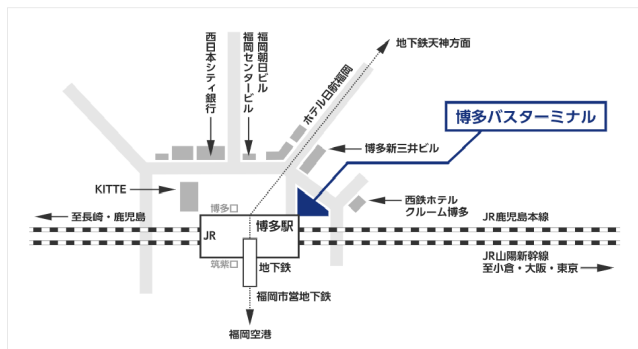 西日本シティ銀行
福岡センタービル
福岡朝日ビル
ホテル日航福岡
地下鉄天神方面
博多バスターミナル
博多新三井ビル
KITTE
西鉄ホテル
クルーム博多
至長崎・鹿児島
博多口
博多駅
JR
JR鹿児島本線
筑紫口
地下鉄
JR山陽新幹線
至小倉・大阪・東京
福岡市営地下鉄
福岡空港